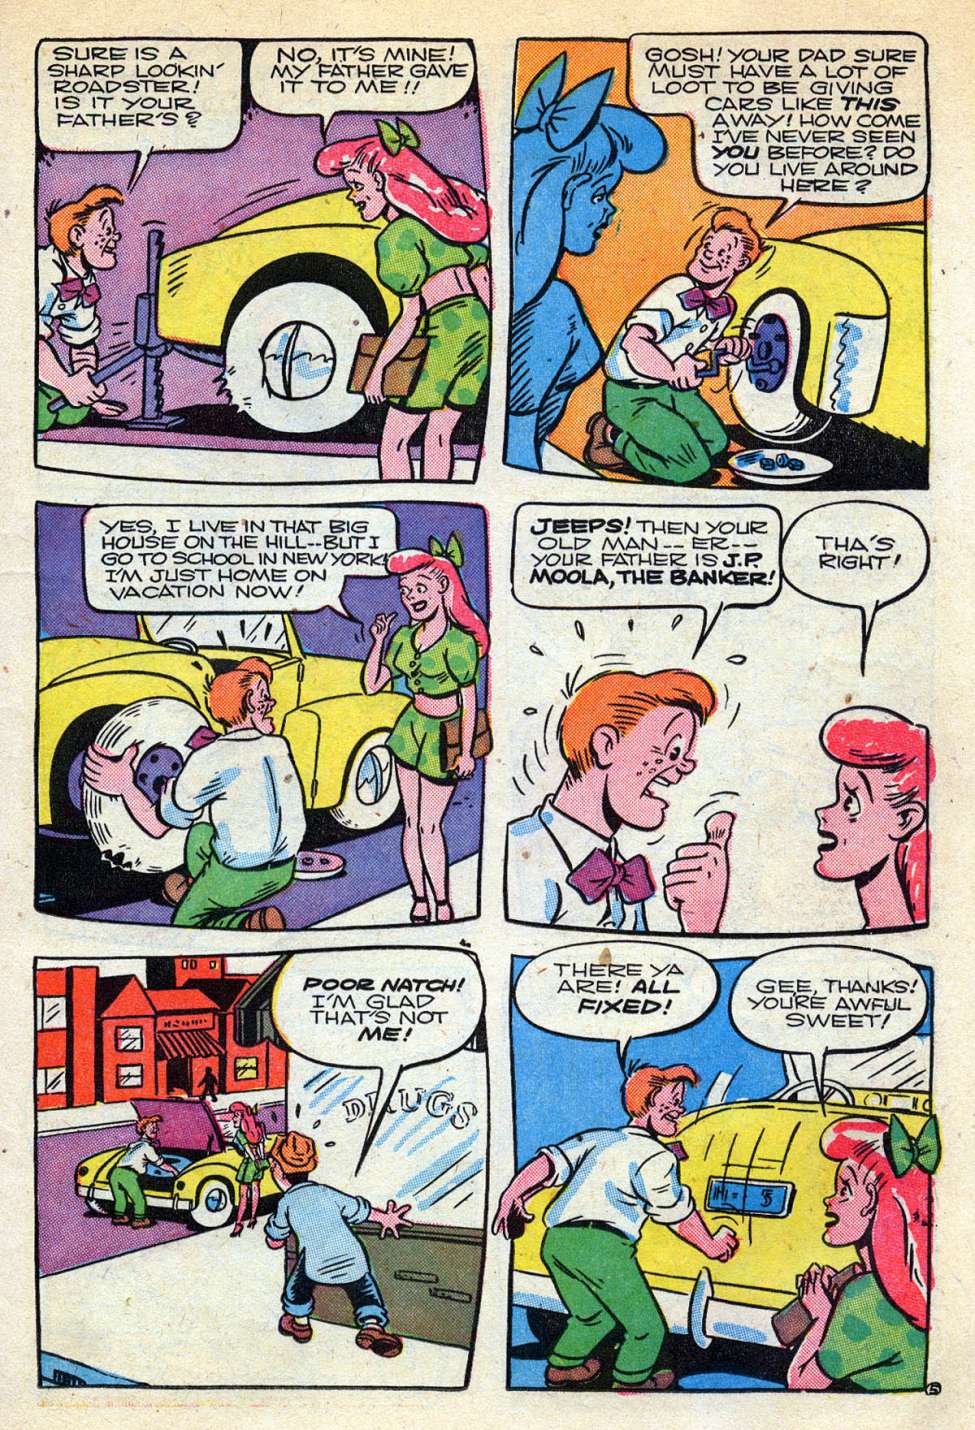 SURE IS A
SHARP LOOKIN'
ROADSTER!
IS IT YOUR
FATHER'S?
NO, IT'S MINE!
MY FATHER GAVE
IT TO ME!!
GOSH! YOUR DAD SURE
MUST HAVE A LOT OF
LOOT TO BE GIVING
CARS LIKE THIS
AWAY! HOW COME
I'VE NEVER SEEN
YOU BEFORE? DO
YOU LIVE AROUND
HERE?
YES, I LIVE IN THAT BIG
HOUSE ON THE HILL--BUT I
GO TO SCHOOL IN NEW YORK!
I'M JUST HOME ON
VACATION NOW!
JEEPS! THEN YOUR
OLD MAN -- ER --
YOUR FATHER IS J.P.
MOOLA, THE BANKER!
THA'S
RIGHT!
POOR NATCH!
I'M GLAD
THAT'S NOT
ME!
DRUGS
THERE YA
ARE! ALL
FIXED!
GEE, THANKS!
YOU'RE AWFUL
SWEET!
5